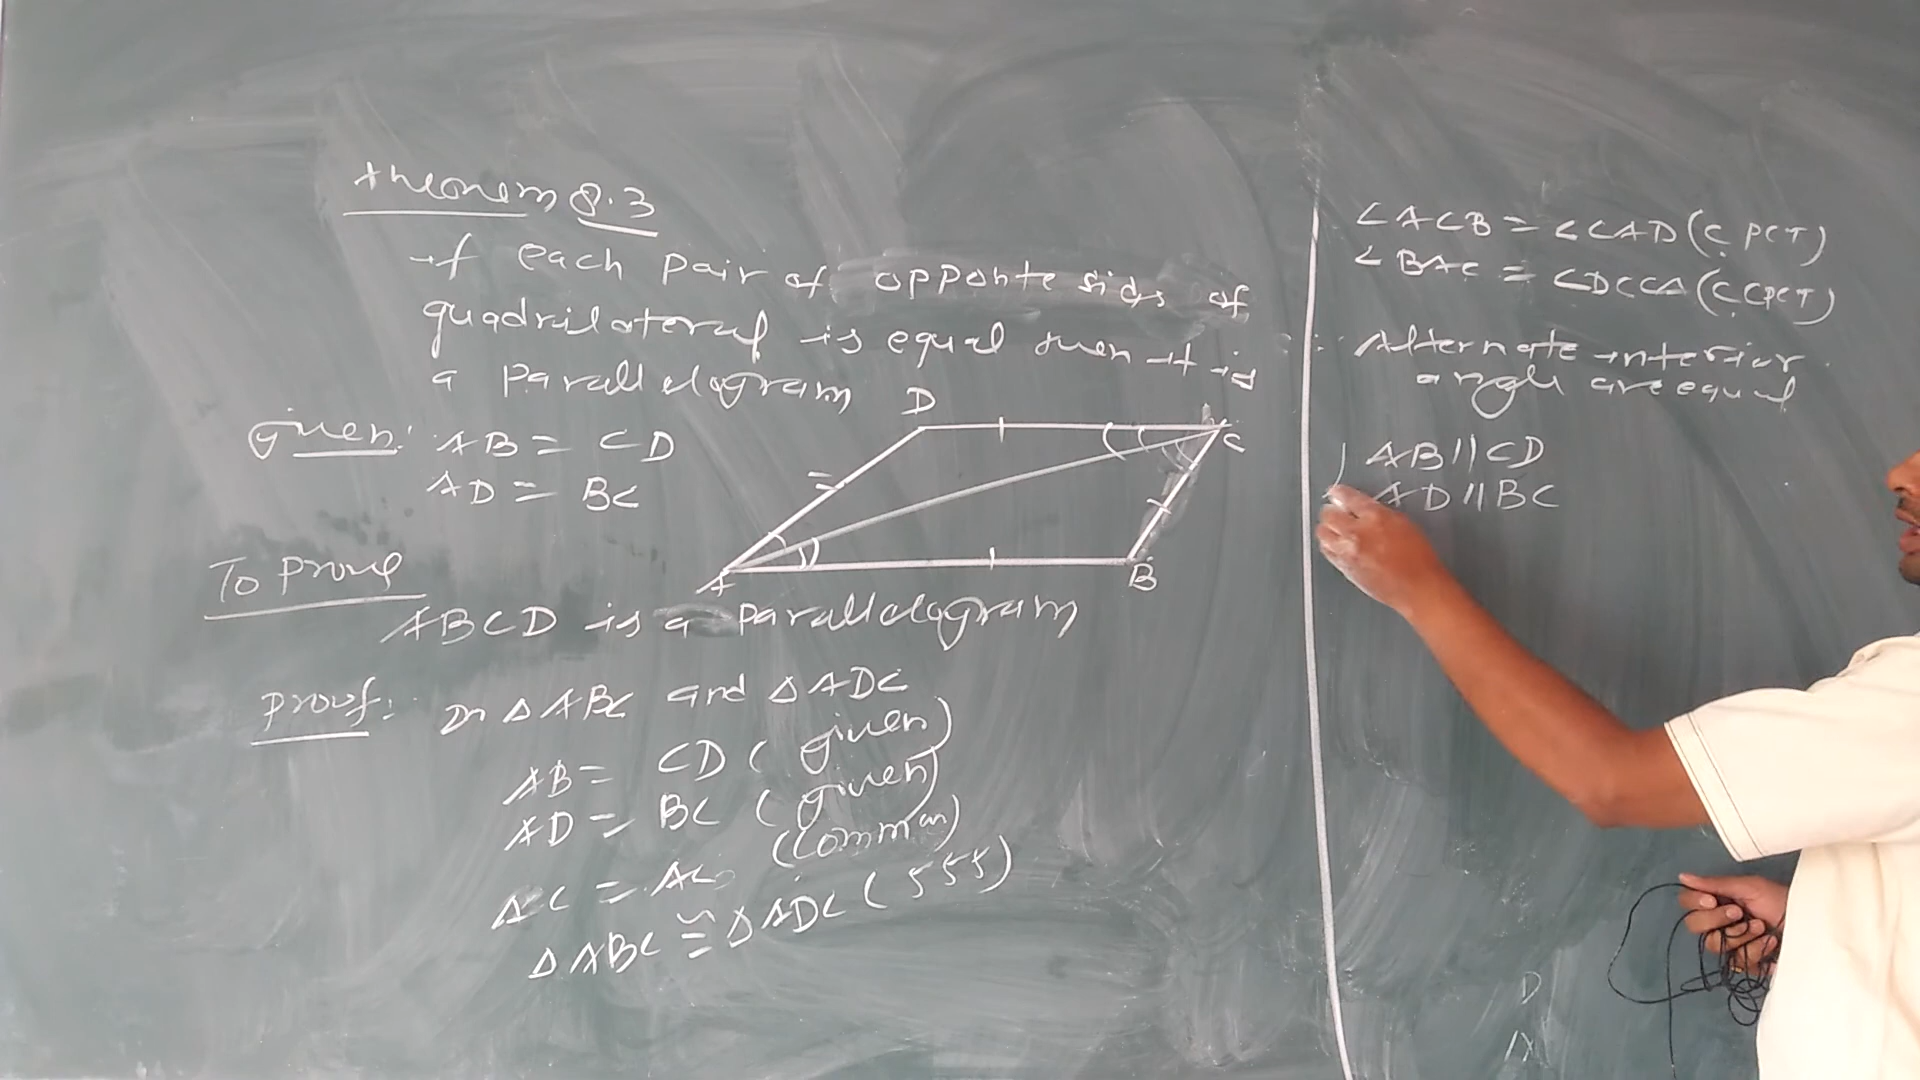 theorem 8.3
if each pair of opposite sides of
quadrilateral is equal then it is
a parallelogram
given: AB = CD
AD = BC
D
C
A
B
To prove
ABCD is a parallelogram
proof: In △ABC and △ADC
AB = CD (given)
AD = BC (given)
AC = AC (common)
△ABC ≅ △ADC (SSS)
∠ACB = ∠CAD (CPCT)
∠BAC = ∠DCA (CPCT)
Alternate interior
angle are equal
AB // CD
AD // BC
D